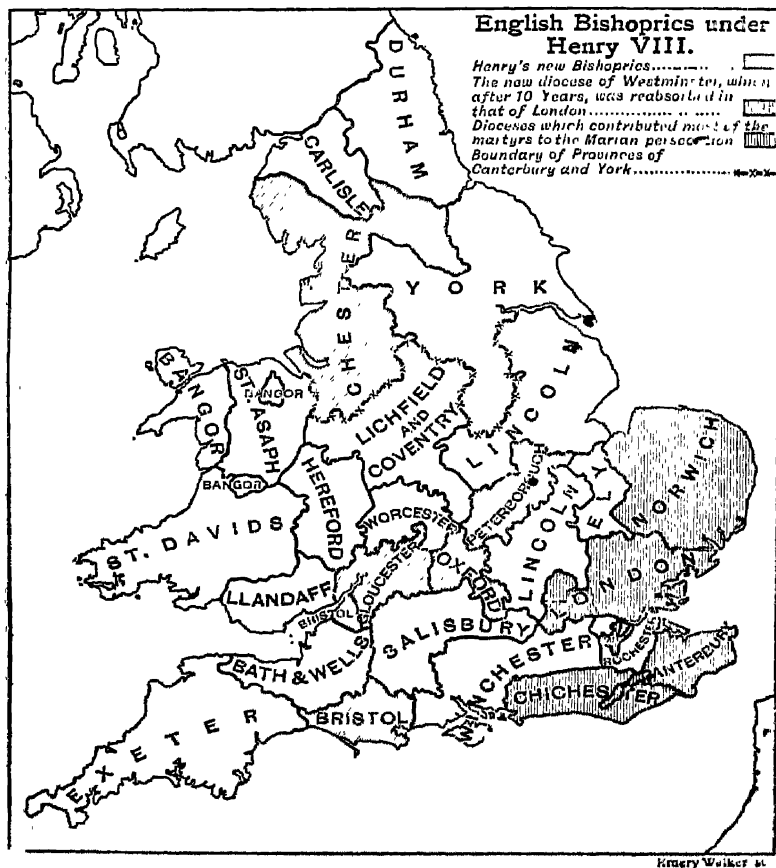 English Bishoprics under
Henry VIII.
Henry's new Bishoprics
The new diocese of Westminster, which
after 10 Years, was reabsorbed in
that of London
Dioceses which contributed most of the
martyrs to the Marian persecution
Boundary of Provinces of
Canterbury and York
DURHAM
CARLISLE
CHESTER
YORK
BANGOR
ST. ASAPH
BANGOR
BANGOR
LICHFIELD
AND
COVENTRY
LINCOLN
NORWICH
ELY
PETERBOROUGH
LINCOLN
HEREFORD
WORCESTER
ST. DAVIDS
LLANDAFF
BRISTOL
GLOUCESTER
OXFORD
LONDON
SALISBURY
BATH & WELLS
WINCHESTER
ROCHESTER
CANTERBURY
CHICHESTER
BRISTOL
EXETER
Emery Walker sc.